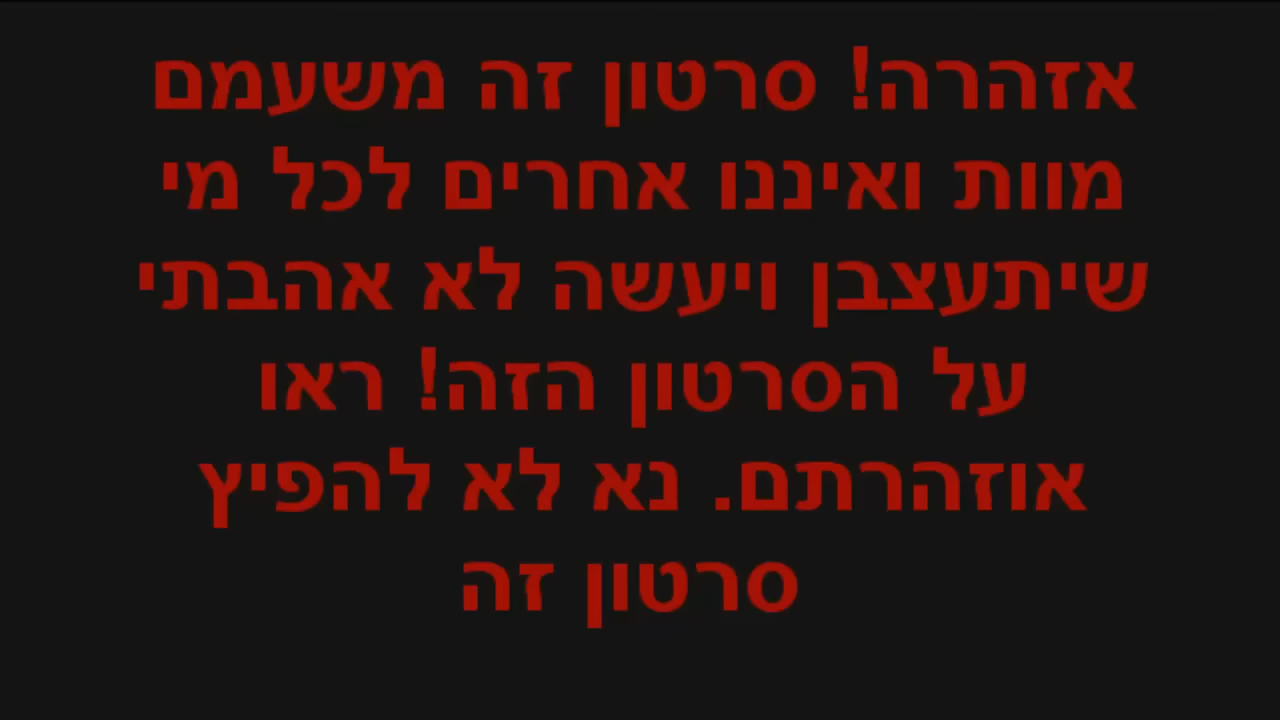 אזהרה! סרטון זה משעמם
מוות ואיננו אחרים לכל מי
שיתעצבן ויעשה לא אהבתי
על הסרטון הזה! ראו
אוזהרתם. נא לא להפיץ
סרטון זה